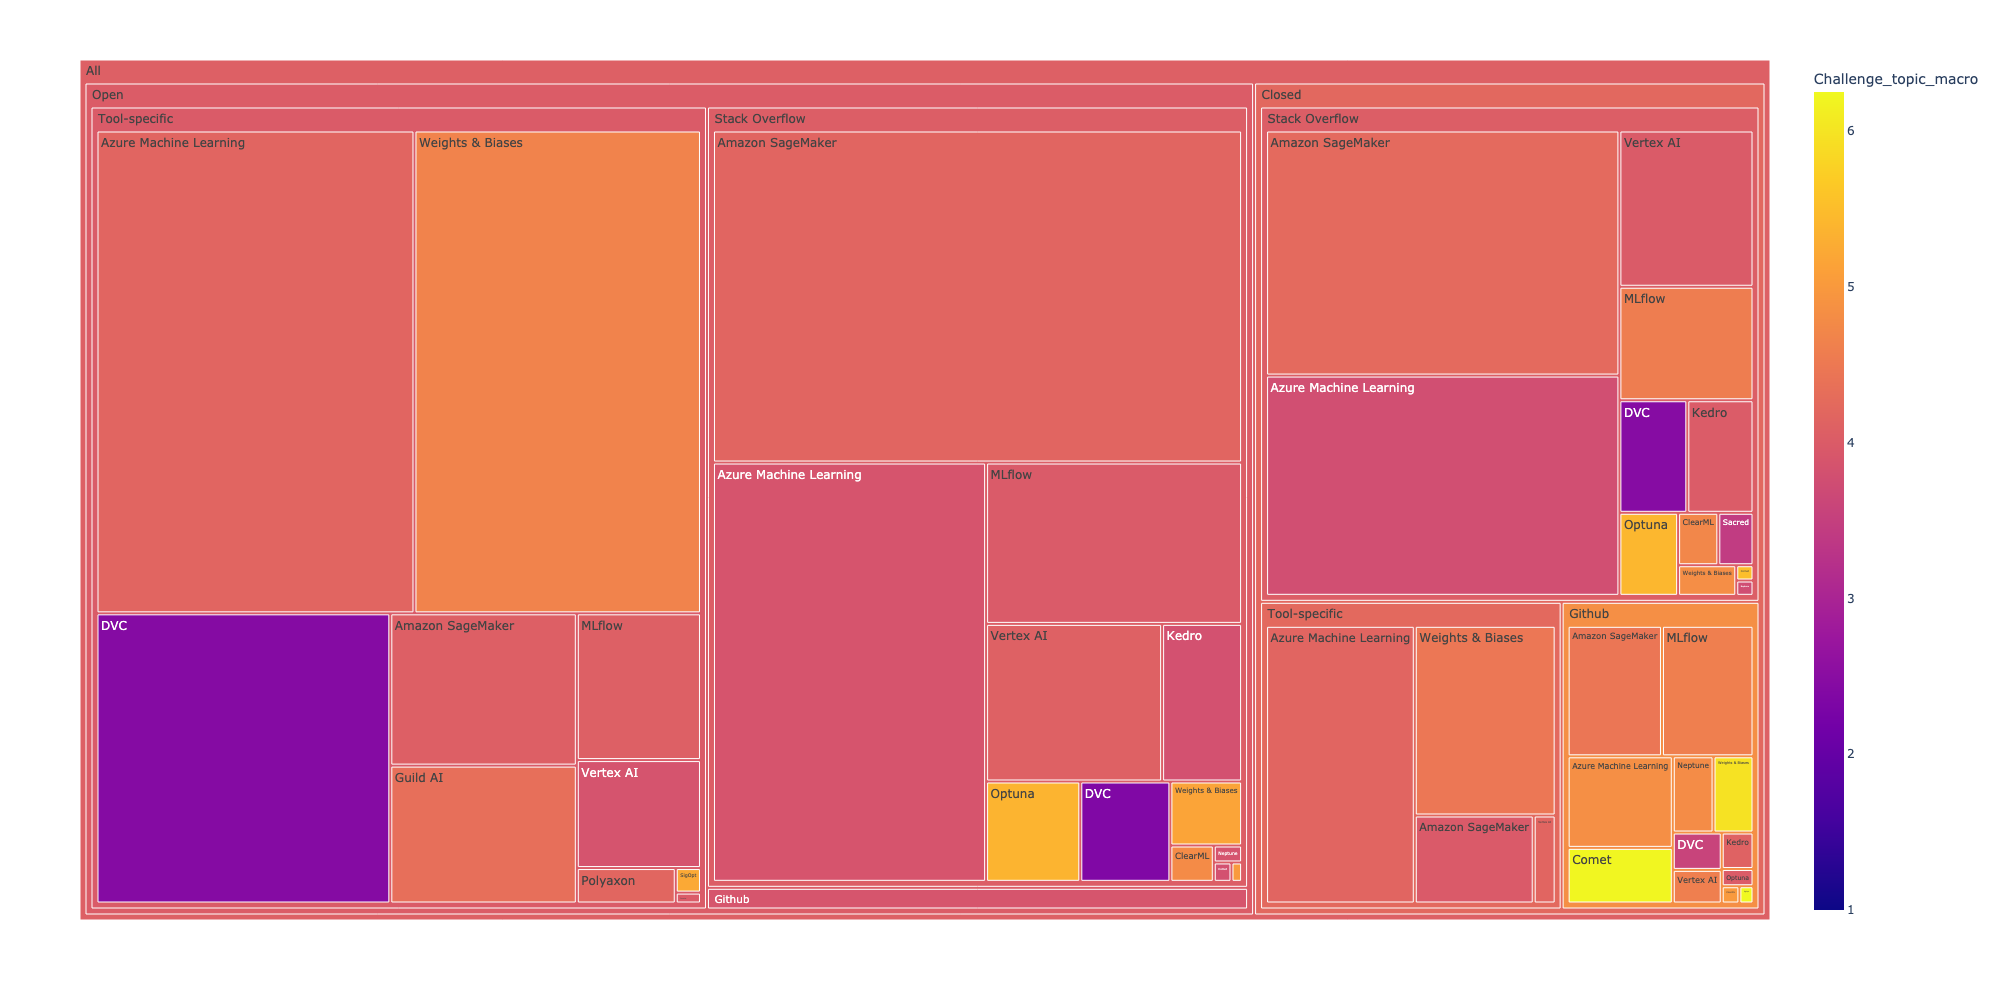 All
Open
Tool-specific
Azure Machine Learning
Weights & Biases
DVC
Amazon SageMaker
MLflow
Guild AI
Vertex AI
Polyaxon
SigOpt
Stack Overflow
Amazon SageMaker
Azure Machine Learning
MLflow
Vertex AI
Kedro
Optuna
DVC
Weights & Biases
ClearML
Neptune
Github
Closed
Stack Overflow
Amazon SageMaker
Vertex AI
MLflow
Azure Machine Learning
DVC
Kedro
Optuna
ClearML
Sacred
Weights & Biases
Tool-specific
Azure Machine Learning
Weights & Biases
Amazon SageMaker
Github
Amazon SageMaker
MLflow
Azure Machine Learning
Neptune
Weights & Biases
Comet
DVC
Kedro
Vertex AI
Optuna
Challenge_topic_macro
6
5
4
3
2
1